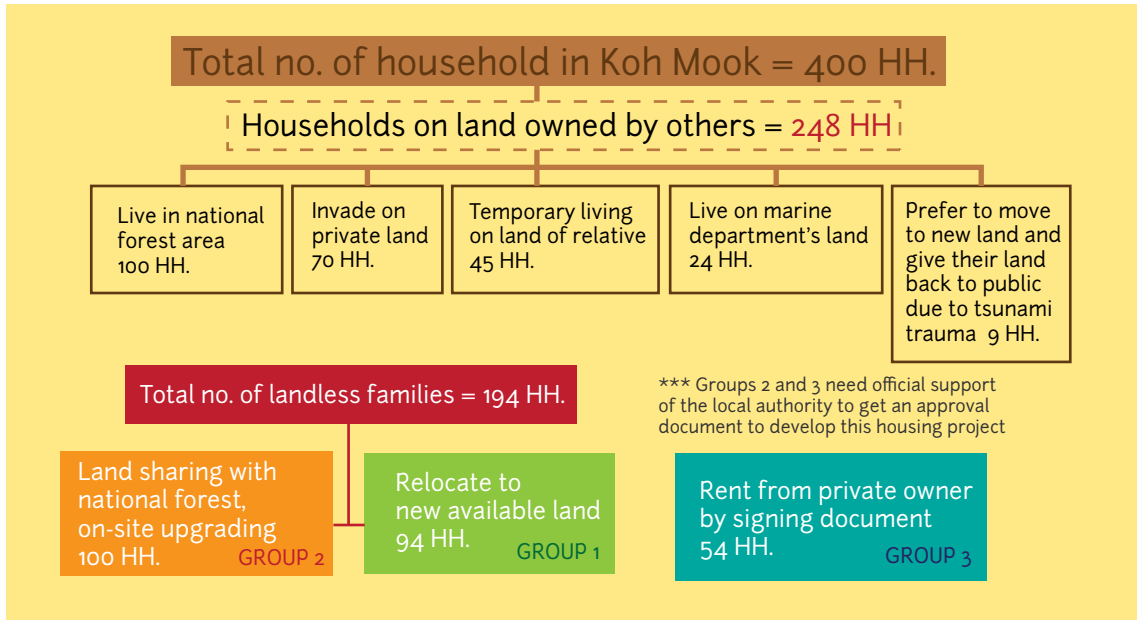 Total no. of household in Koh Mook = 400 HH.
Households on land owned by others = 248 HH
Live in national
forest area
100 HH.
Invade on
private land
70 HH.
Temporary living
on land of relative
45 HH.
Live on marine
department's land
24 HH.
Prefer to move
to new land and
give their land
back to public
due to tsunami
trauma 9 HH.
Total no. of landless families = 194 HH.
*** Groups 2 and 3 need official support
of the local authority to get an approval
document to develop this housing project
Land sharing with
national forest,
on-site upgrading
100 HH.
GROUP 2
Relocate to
new available land
94 HH.
GROUP 1
Rent from private owner
by signing document
54 HH.
GROUP 3